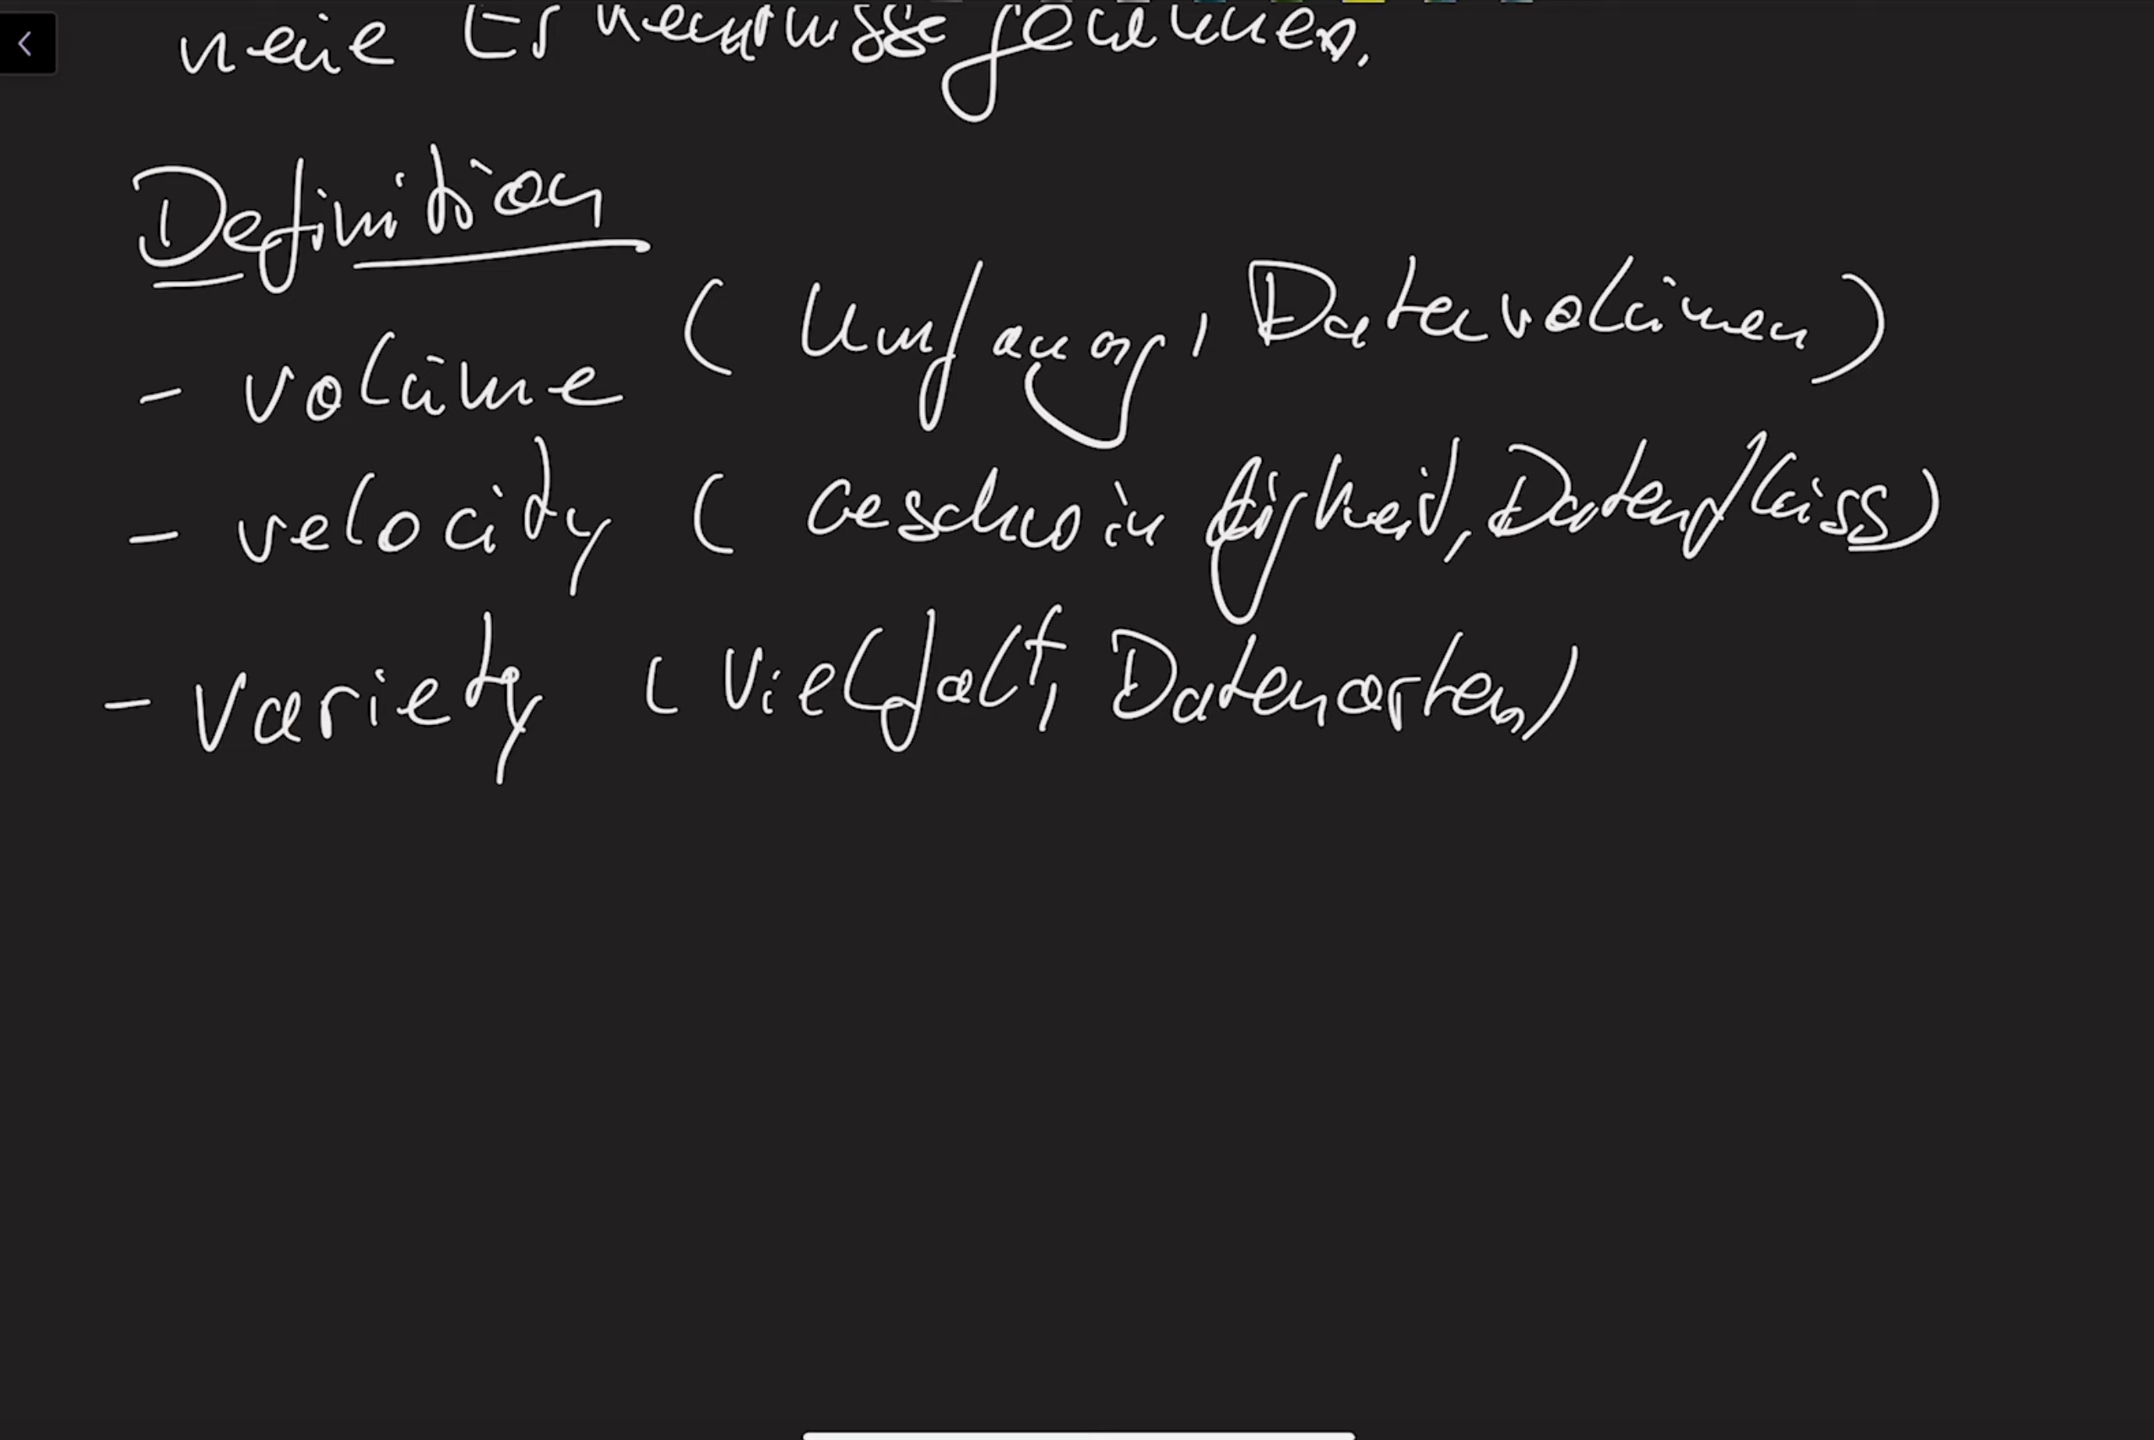 neue Erkenntnisse gewinnen.
Definition
- volume (Umfang, Datenvolumen)
- velocity (Geschwindigkeit, Datenfluss)
- variety (Vielfalt, Datenarten)